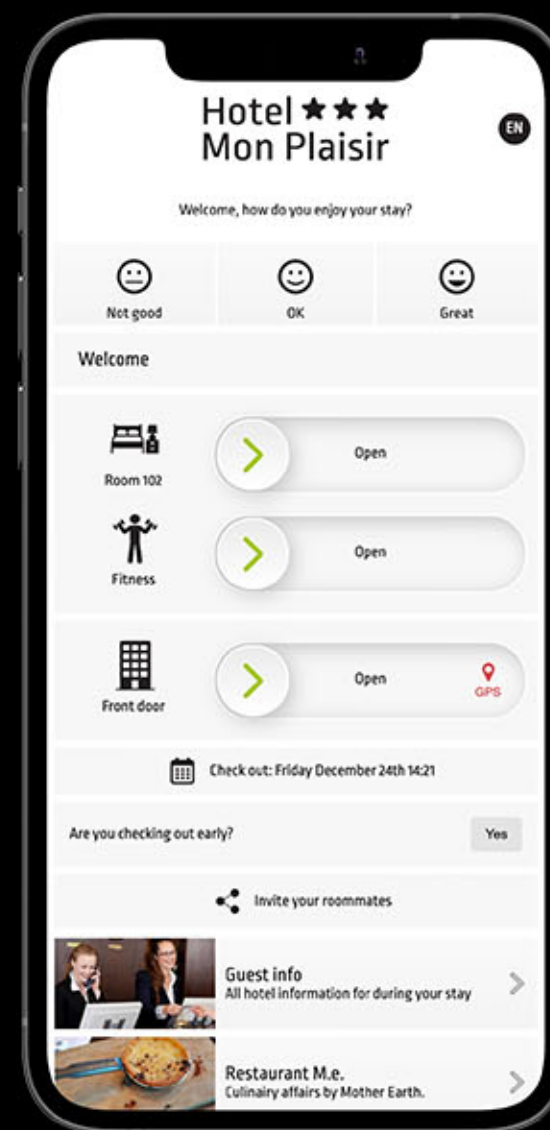 Hotel ★★★
Mon Plaisir
EN
Welcome, how do you enjoy your stay?
Not good
OK
Great
Welcome
Room 102
Open
Fitness
Open
Front door
Open
GPS
Check out: Friday December 24th 14:21
Are you checking out early?
Yes
Invite your roommates
Guest info
All hotel information for during your stay
Restaurant M.e.
Culinairy affairs by Mother Earth.